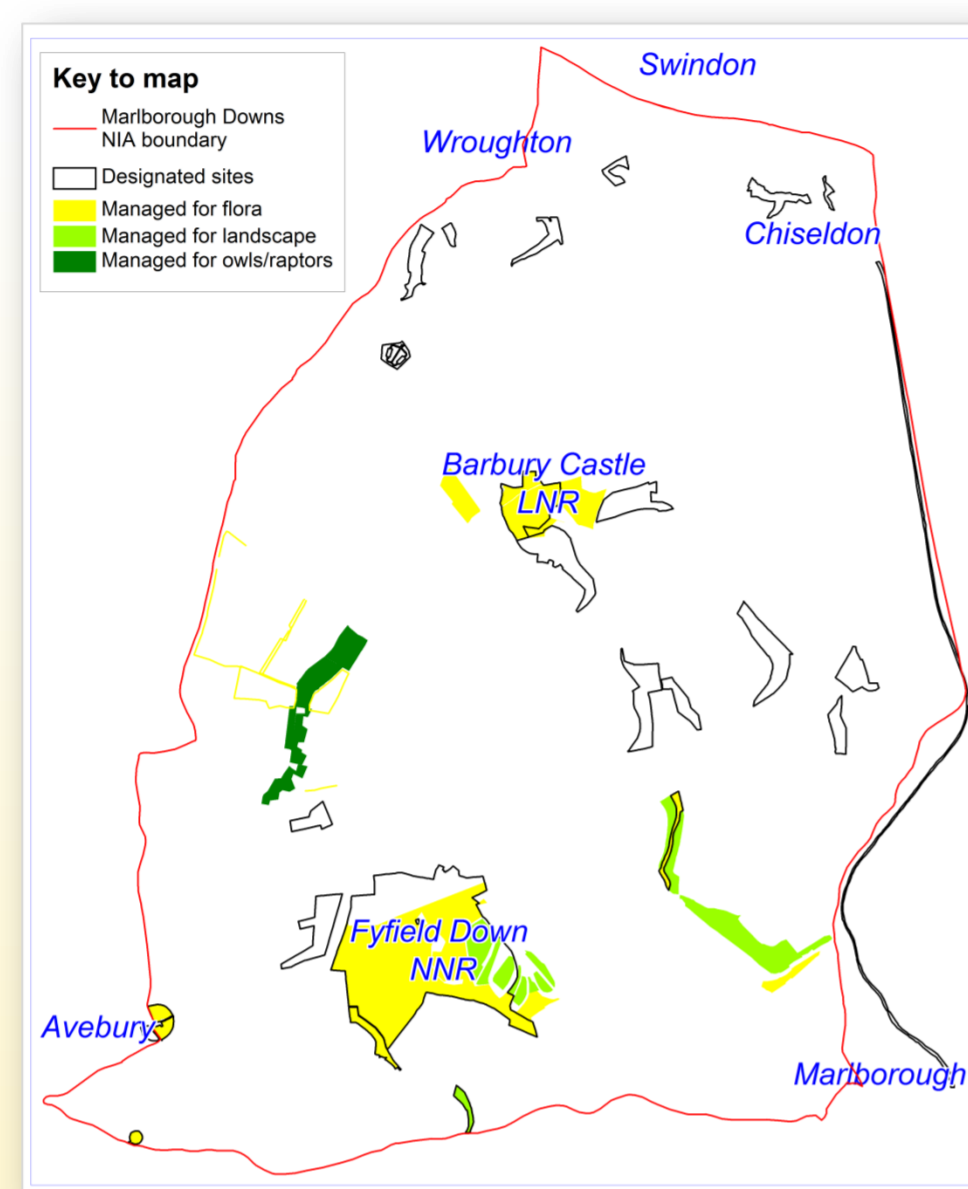 Key to map
Marlborough Downs
NIA boundary
Designated sites
Managed for flora
Managed for landscape
Managed for owls/raptors
Swindon
Wroughton
Chiseldon
Barbury Castle
LNR
Fyfield Down
NNR
Avebury
Marlborough